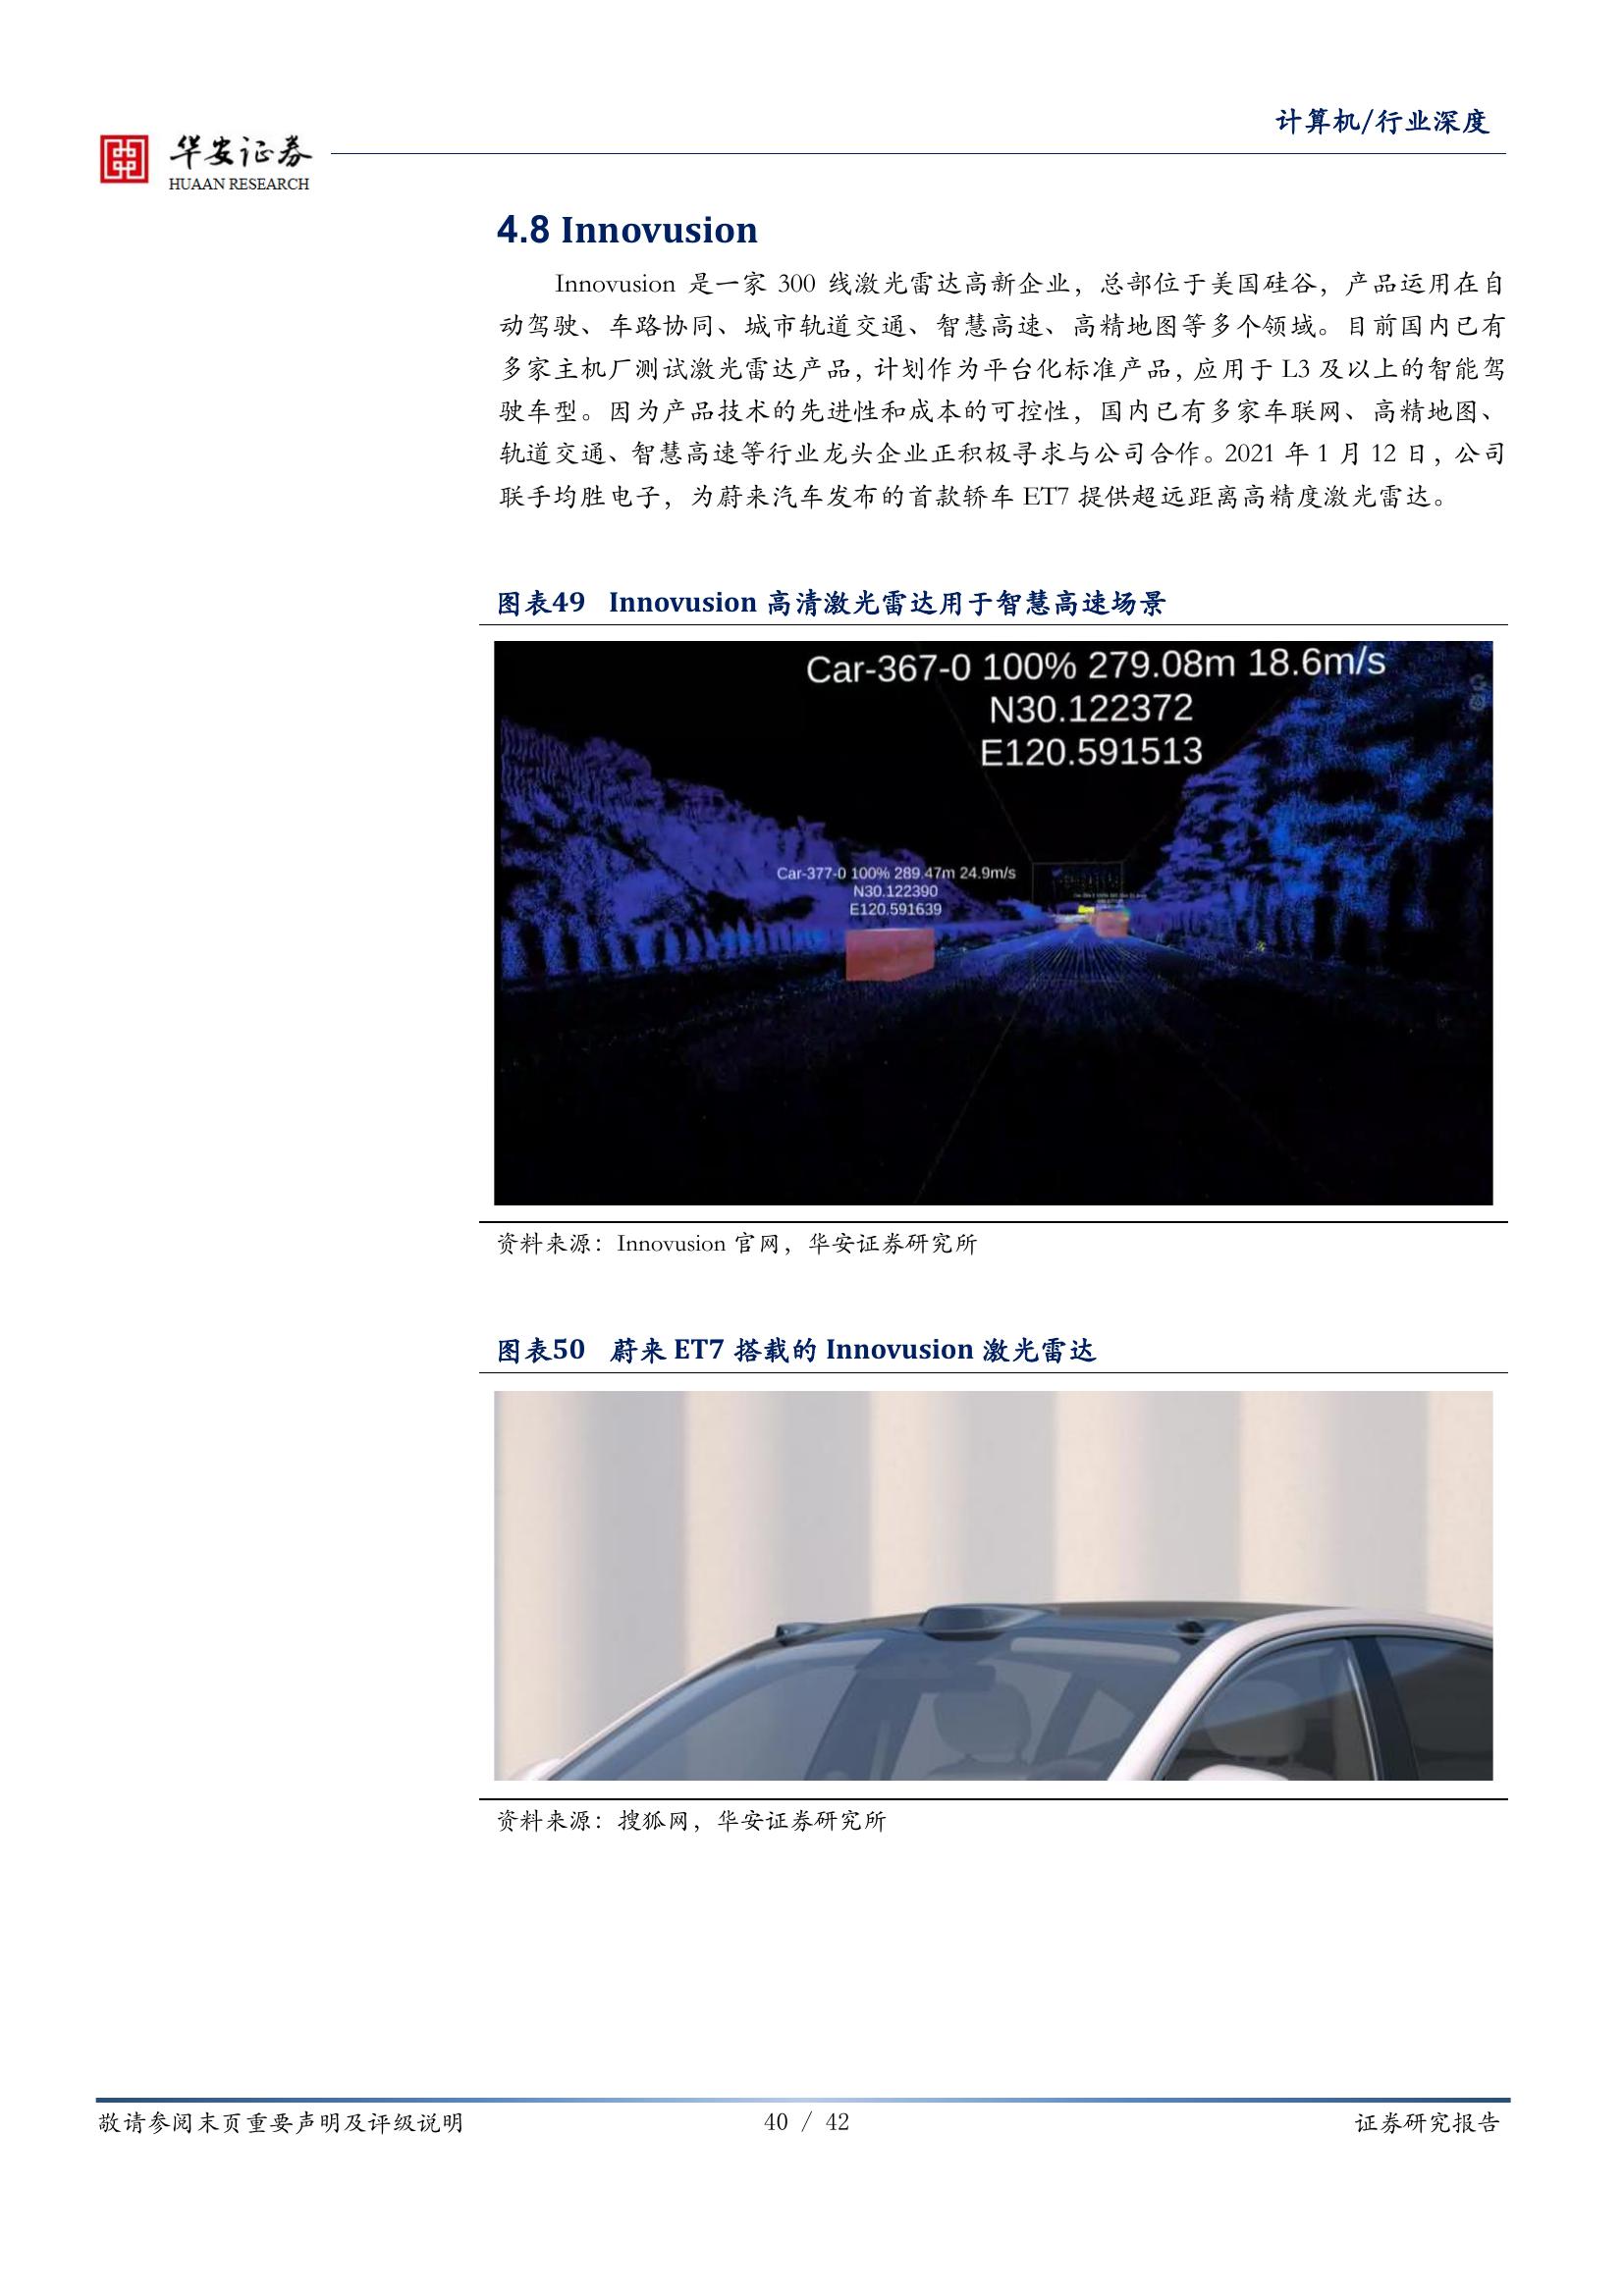 计算机/行业深度
华安证券
HUAAN RESEARCH
4.8 Innovusion
Innovusion 是一家 300 线激光雷达高新企业，总部位于美国硅谷，产品运用在自
动驾驶、车路协同、城市轨道交通、智慧高速、高精地图等多个领域。目前国内已有
多家主机厂测试激光雷达产品，计划作为平台化标准产品，应用于 L3 及以上的智能驾
驶车型。因为产品技术的先进性和成本的可控性，国内已有多家车联网、高精地图、
轨道交通、智慧高速等行业龙头企业正积极寻求与公司合作。2021 年 1 月 12 日，公司
联手均胜电子，为蔚来汽车发布的首款轿车 ET7 提供超远距离高精度激光雷达。
图表49 Innovusion 高清激光雷达用于智慧高速场景
Car-367-0 100% 279.08m 18.6m/s
N30.122372
E120.591513
Car-377-0 100% 289.47m 24.9m/s
N30.122390
E120.591639
资料来源：Innovusion 官网，华安证券研究所
图表50 蔚来 ET7 搭载的 Innovusion 激光雷达
资料来源：搜狐网，华安证券研究所
敬请参阅末页重要声明及评级说明
40 / 42
证券研究报告